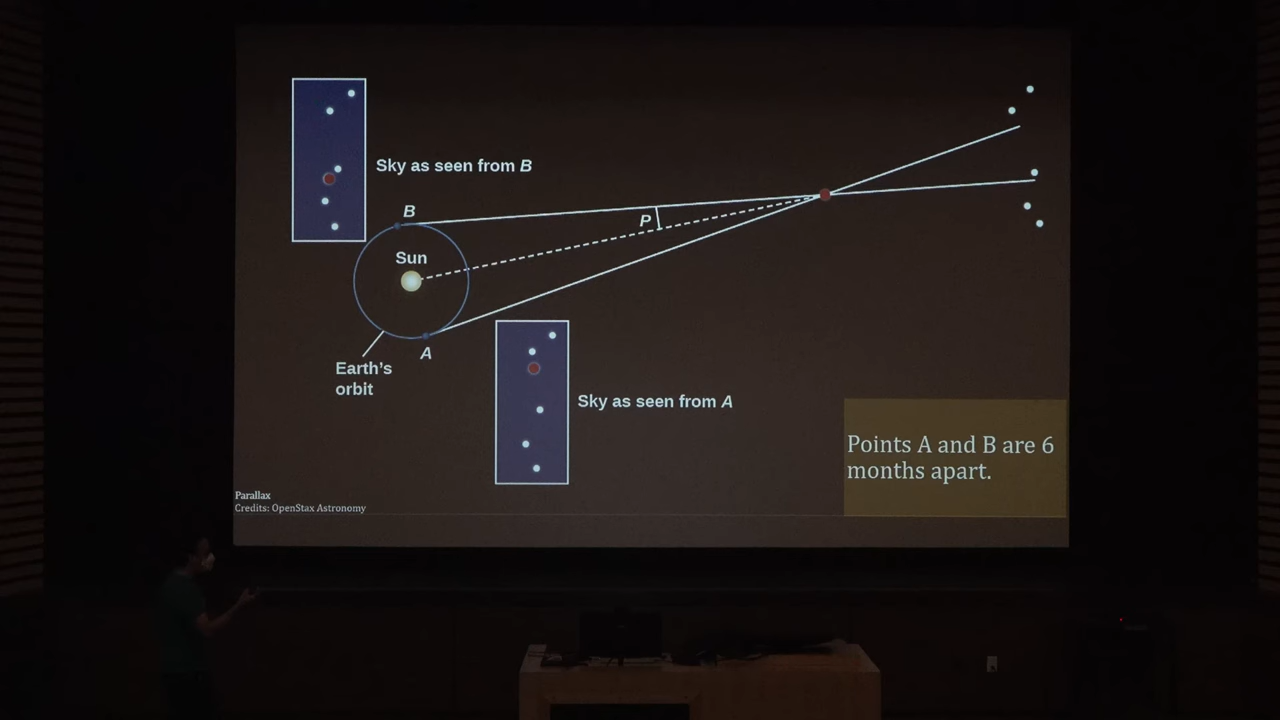 Sky as seen from B
B
P
Sun
A
Earth's
orbit
Sky as seen from A
Points A and B are 6
months apart.
Parallax
Credits: OpenStax Astronomy